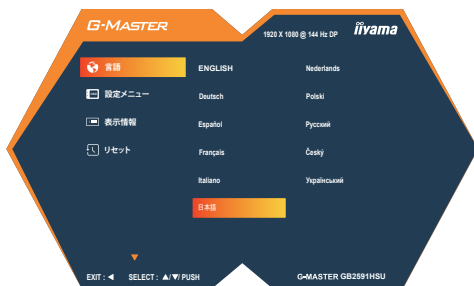 G-MASTER
1920 X 1080 @ 144 Hz DP
iiyama
言語
設定メニュー
表示情報
リセット
ENGLISH
Deutsch
Español
Français
Italiano
日本語
Nederlands
Polski
Русский
Český
Український
EXIT : ◀ SELECT : ▲/▼/ PUSH
G-MASTER GB2591HSU